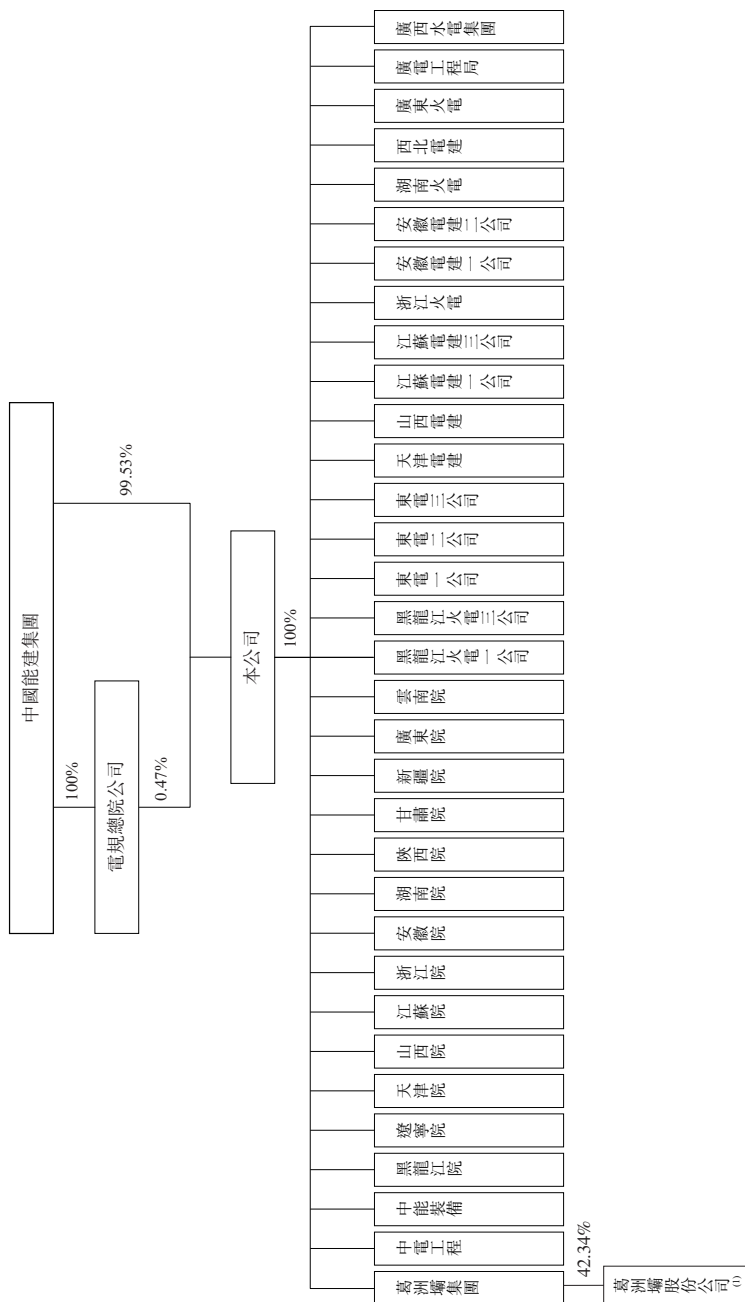 中國能建集團
100%
99.53%
電規總院公司
0.47%
本公司
100%
葛洲壩集團
中電工程
中能裝備
黑龍江院
遼寧院
天津院
山西院
江蘇院
浙江院
安徽院
湖南院
陝西院
甘肅院
新疆院
廣東院
雲南院
黑龍江火電一公司
黑龍江火電三公司
東電一公司
東電二公司
東電三公司
天津電建
山西電建
江蘇電建一公司
江蘇電建三公司
浙江火電
安徽電建一公司
安徽電建二公司
湖南火電
西北電建
廣東火電
廣電工程局
廣西水電集團
42.34%
葛洲壩股份公司(1)